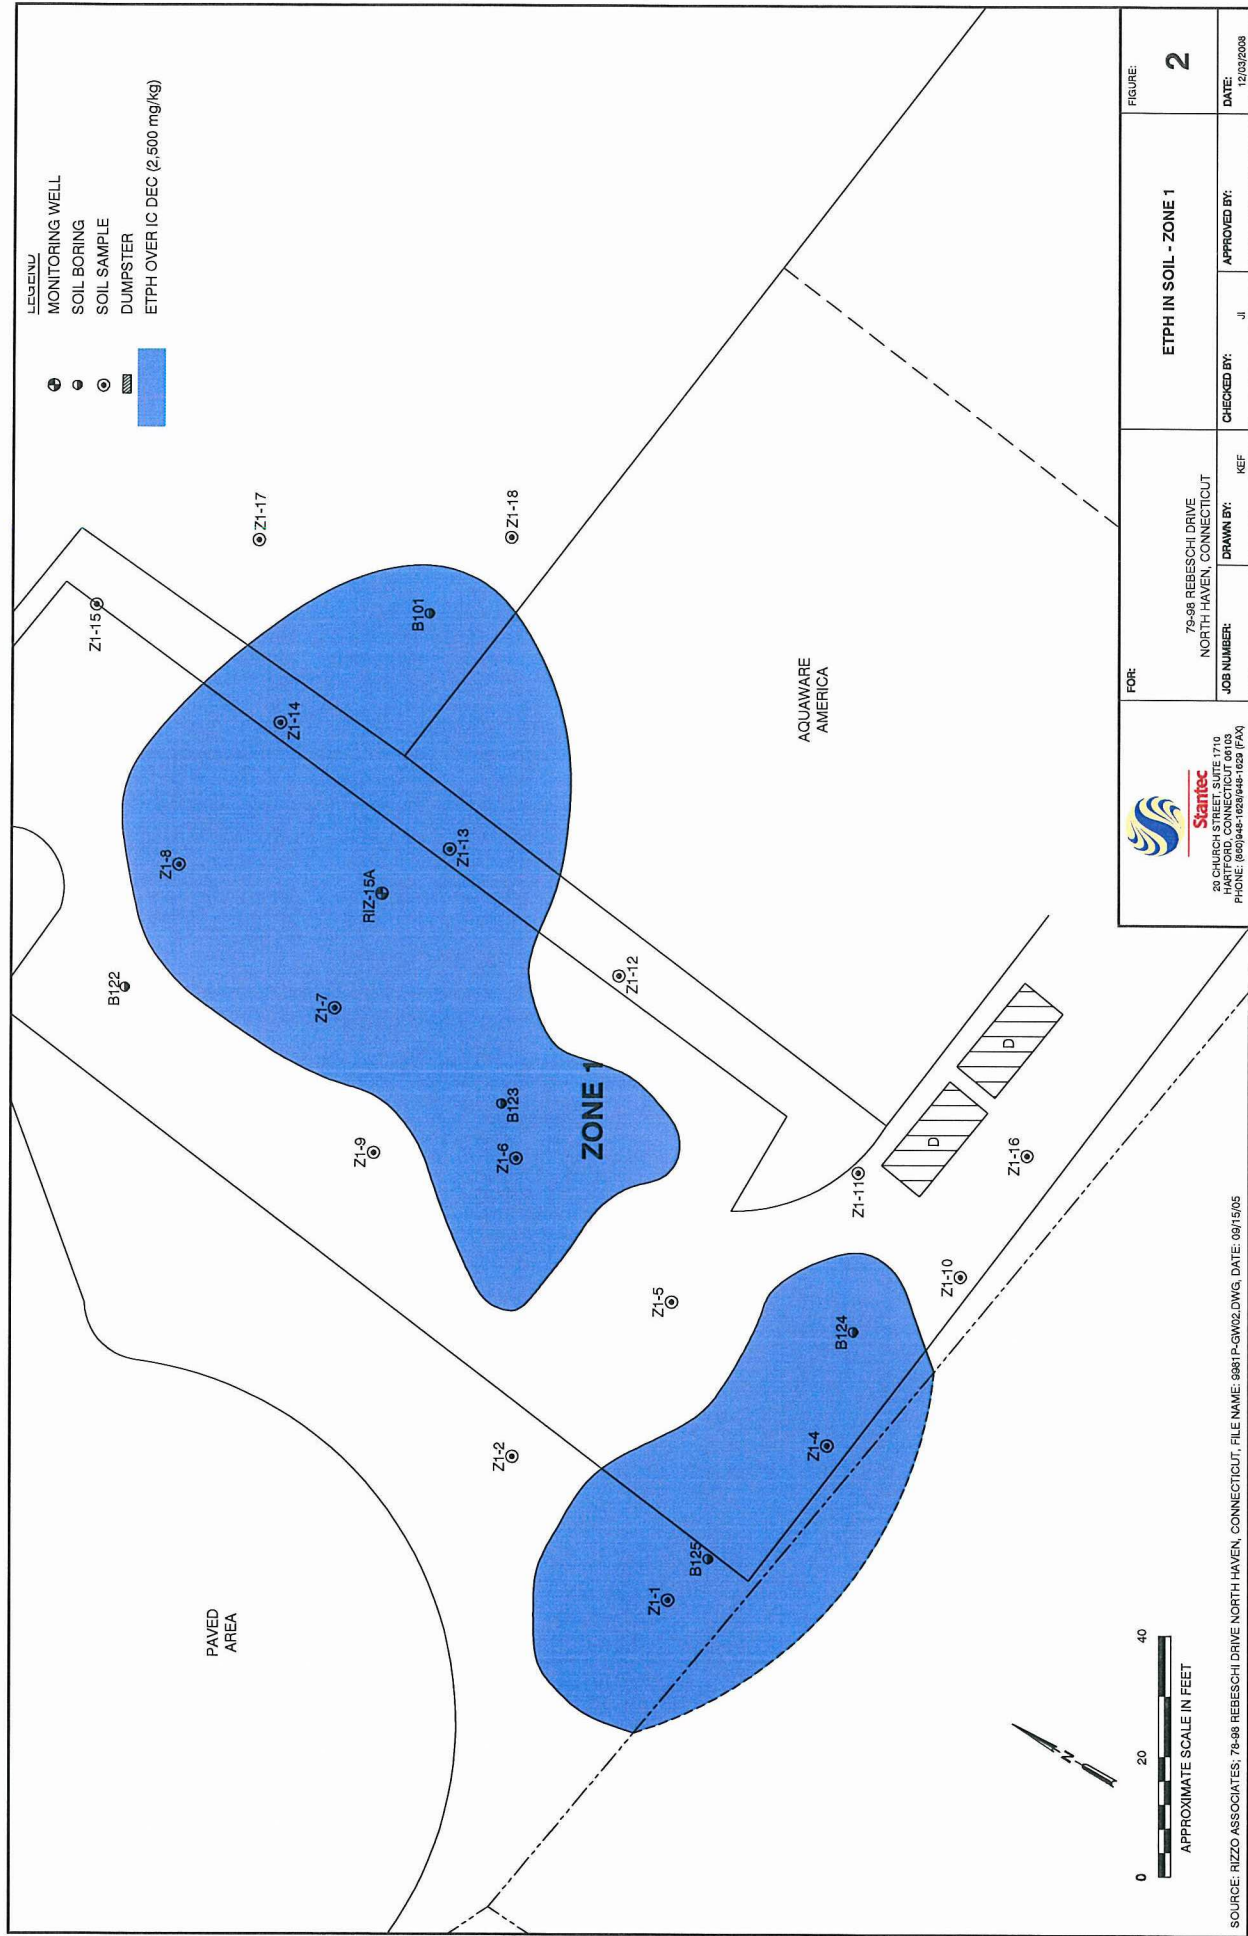 LEGEND
MONITORING WELL
SOIL BORING
SOIL SAMPLE
DUMPSTER
ETPH OVER IC DEC (2,500 mg/kg)
Z1-15
Z1-17
B122
Z1-8
Z1-14
Z1-7
RIZ-15A
B101
Z1-9
Z1-13
Z1-18
PAVED
AREA
Z1-2
Z1-6
B123
ZONE 1
Z1-12
Z1-5
Z1-1
B125
AQUAWARE
AMERICA
Z1-4
B124
Z1-11
D
D
Z1-10
Z1-16
N
0 20 40
APPROXIMATE SCALE IN FEET
SOURCE: RIZZO ASSOCIATES; 78-98 REBESCHI DRIVE NORTH HAVEN, CONNECTICUT, FILE NAME: 9981P-GW02.DWG, DATE: 09/15/05
Stantec
20 CHURCH STREET, SUITE 1710
HARTFORD, CONNECTICUT 06103
PHONE: (860)948-1628/948-1629 (FAX)
FOR:
79-98 REBESCHI DRIVE
NORTH HAVEN, CONNECTICUT
ETPH IN SOIL - ZONE 1
FIGURE:
2
JOB NUMBER:
DRAWN BY:
KEF
CHECKED BY:
JI
APPROVED BY:
DATE:
12/03/2008